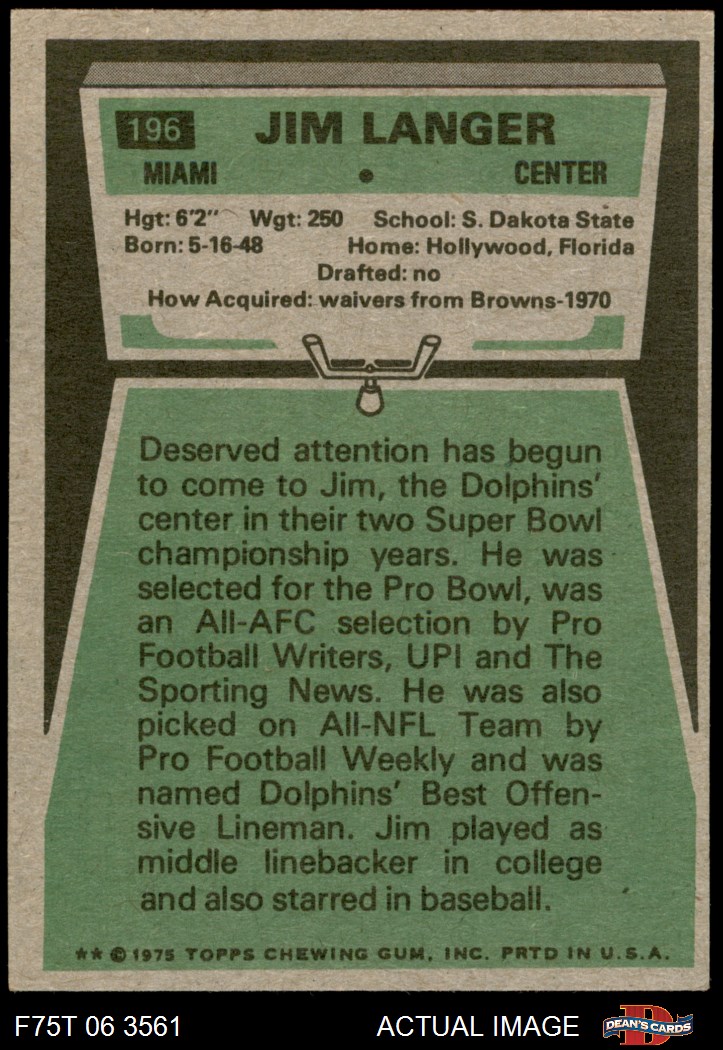 196 JIM LANGER
MIAMI • CENTER
Hgt: 6'2" Wgt: 250 School: S. Dakota State
Born: 5-16-48 Home: Hollywood, Florida
Drafted: no
How Acquired: waivers from Browns-1970
Deserved attention has begun
to come to Jim, the Dolphins'
center in their two Super Bowl
championship years. He was
selected for the Pro Bowl, was
an All-AFC selection by Pro
Football Writers, UPI and The
Sporting News. He was also
picked on All-NFL Team by
Pro Football Weekly and was
named Dolphins' Best Offen-
sive Lineman. Jim played as
middle linebacker in college
and also starred in baseball.
** © 1975 TOPPS CHEWING GUM, INC. PRTD IN U.S.A.
F75T 06 3561 ACTUAL IMAGE D DEAN'S CARDS